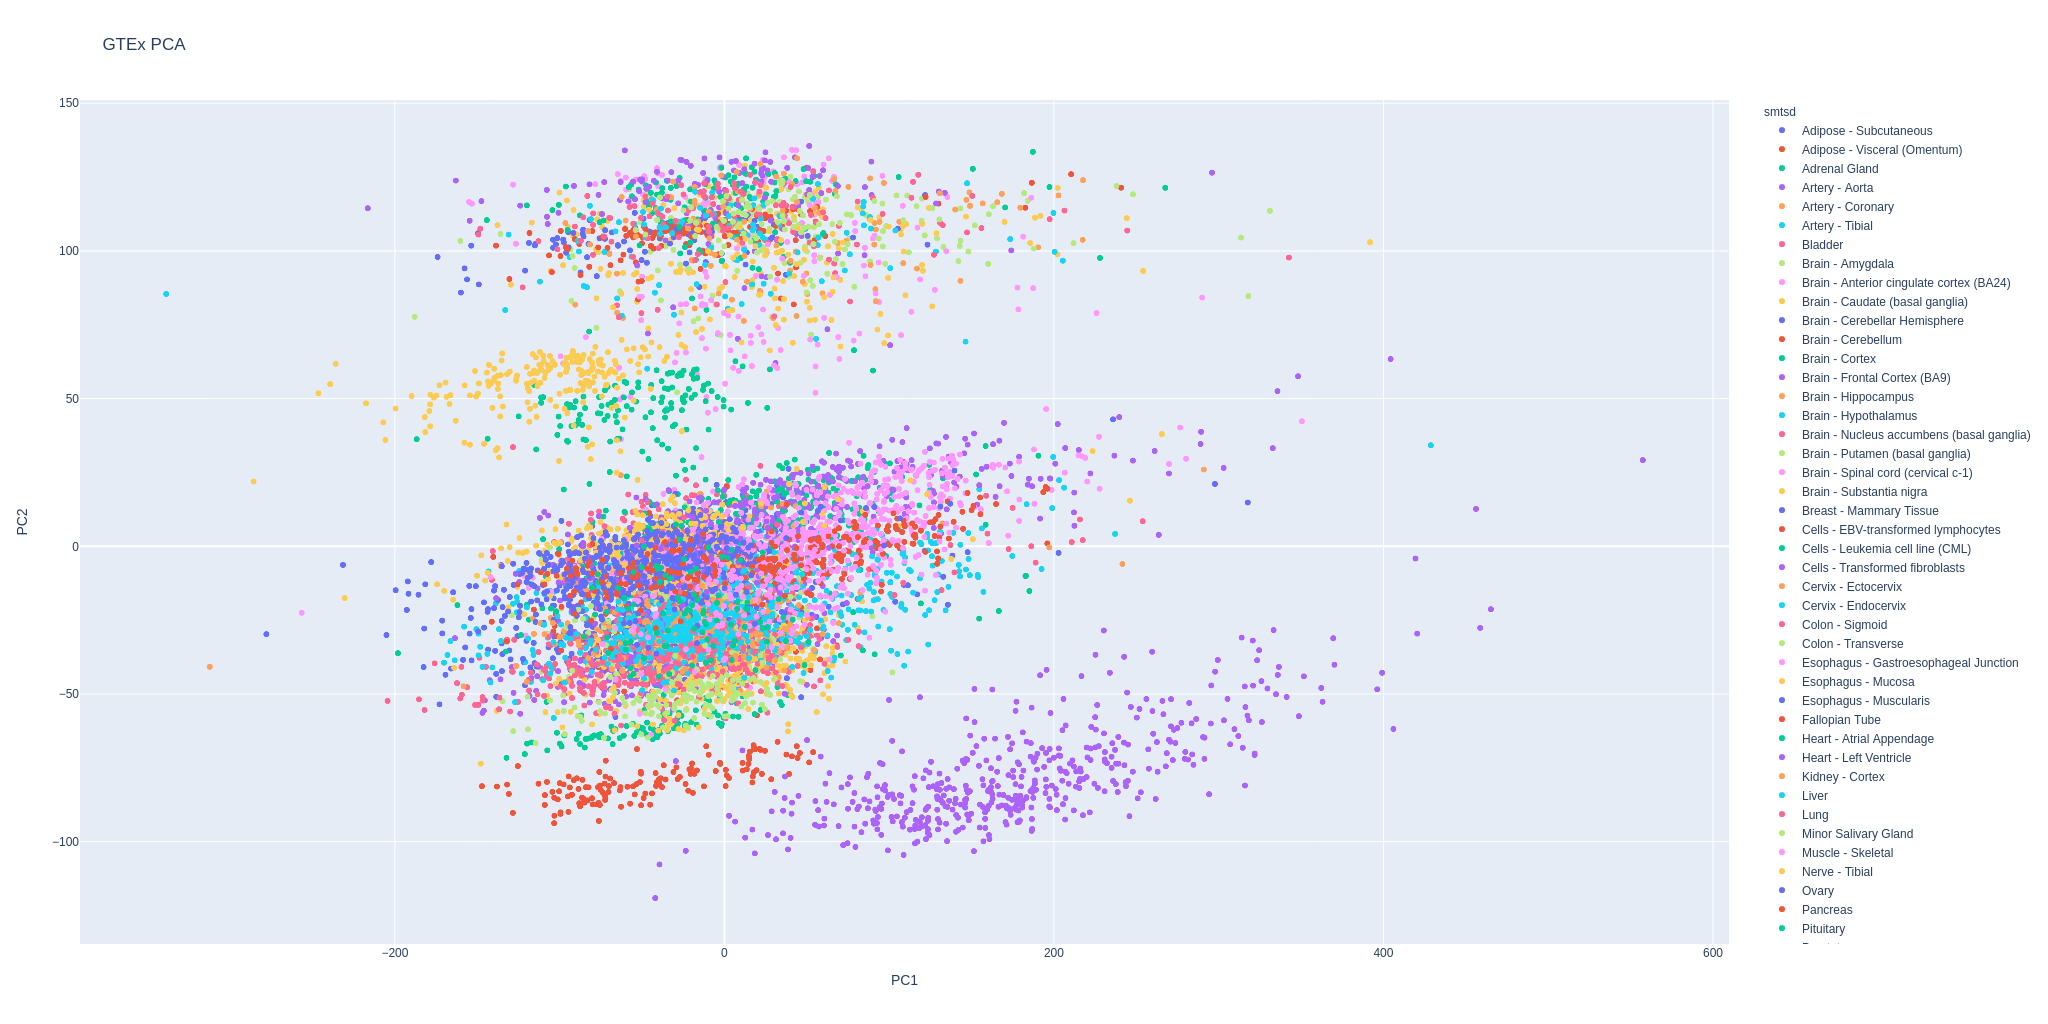 GTEx PCA
150
100
50
0
−50
−100
PC2
−200
0
200
400
600
PC1
smtsd
Adipose - Subcutaneous
Adipose - Visceral (Omentum)
Adrenal Gland
Artery - Aorta
Artery - Coronary
Artery - Tibial
Bladder
Brain - Amygdala
Brain - Anterior cingulate cortex (BA24)
Brain - Caudate (basal ganglia)
Brain - Cerebellar Hemisphere
Brain - Cerebellum
Brain - Cortex
Brain - Frontal Cortex (BA9)
Brain - Hippocampus
Brain - Hypothalamus
Brain - Nucleus accumbens (basal ganglia)
Brain - Putamen (basal ganglia)
Brain - Spinal cord (cervical c-1)
Brain - Substantia nigra
Breast - Mammary Tissue
Cells - EBV-transformed lymphocytes
Cells - Leukemia cell line (CML)
Cells - Transformed fibroblasts
Cervix - Ectocervix
Cervix - Endocervix
Colon - Sigmoid
Colon - Transverse
Esophagus - Gastroesophageal Junction
Esophagus - Mucosa
Esophagus - Muscularis
Fallopian Tube
Heart - Atrial Appendage
Heart - Left Ventricle
Kidney - Cortex
Liver
Lung
Minor Salivary Gland
Muscle - Skeletal
Nerve - Tibial
Ovary
Pancreas
Pituitary